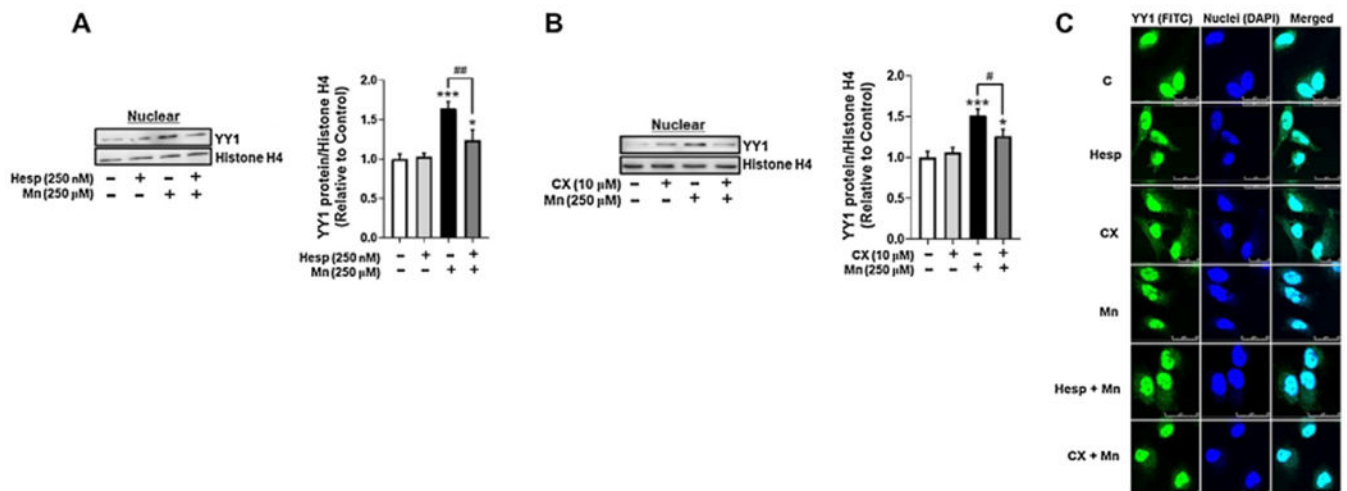 A
Nuclear
YY1
Histone H4
Hesp (250 nM) - + - +
Mn (250 µM) - - + +
YY1 protein/Histone H4
(Relative to Control)
2.0
1.5
1.0
0.5
0.0
***
##
*
Hesp (250 nM) - + - +
Mn (250 µM) - - + +
B
Nuclear
YY1
Histone H4
CX (10 µM) - + - +
Mn (250 µM) - - + +
YY1 protein/Histone H4
(Relative to Control)
2.0
1.5
1.0
0.5
0.0
***
#
*
CX (10 µM) - + - +
Mn (250 µM) - - + +
C
YY1 (FITC) Nuclei (DAPI) Merged
C
Hesp
CX
Mn
Hesp + Mn
CX + Mn